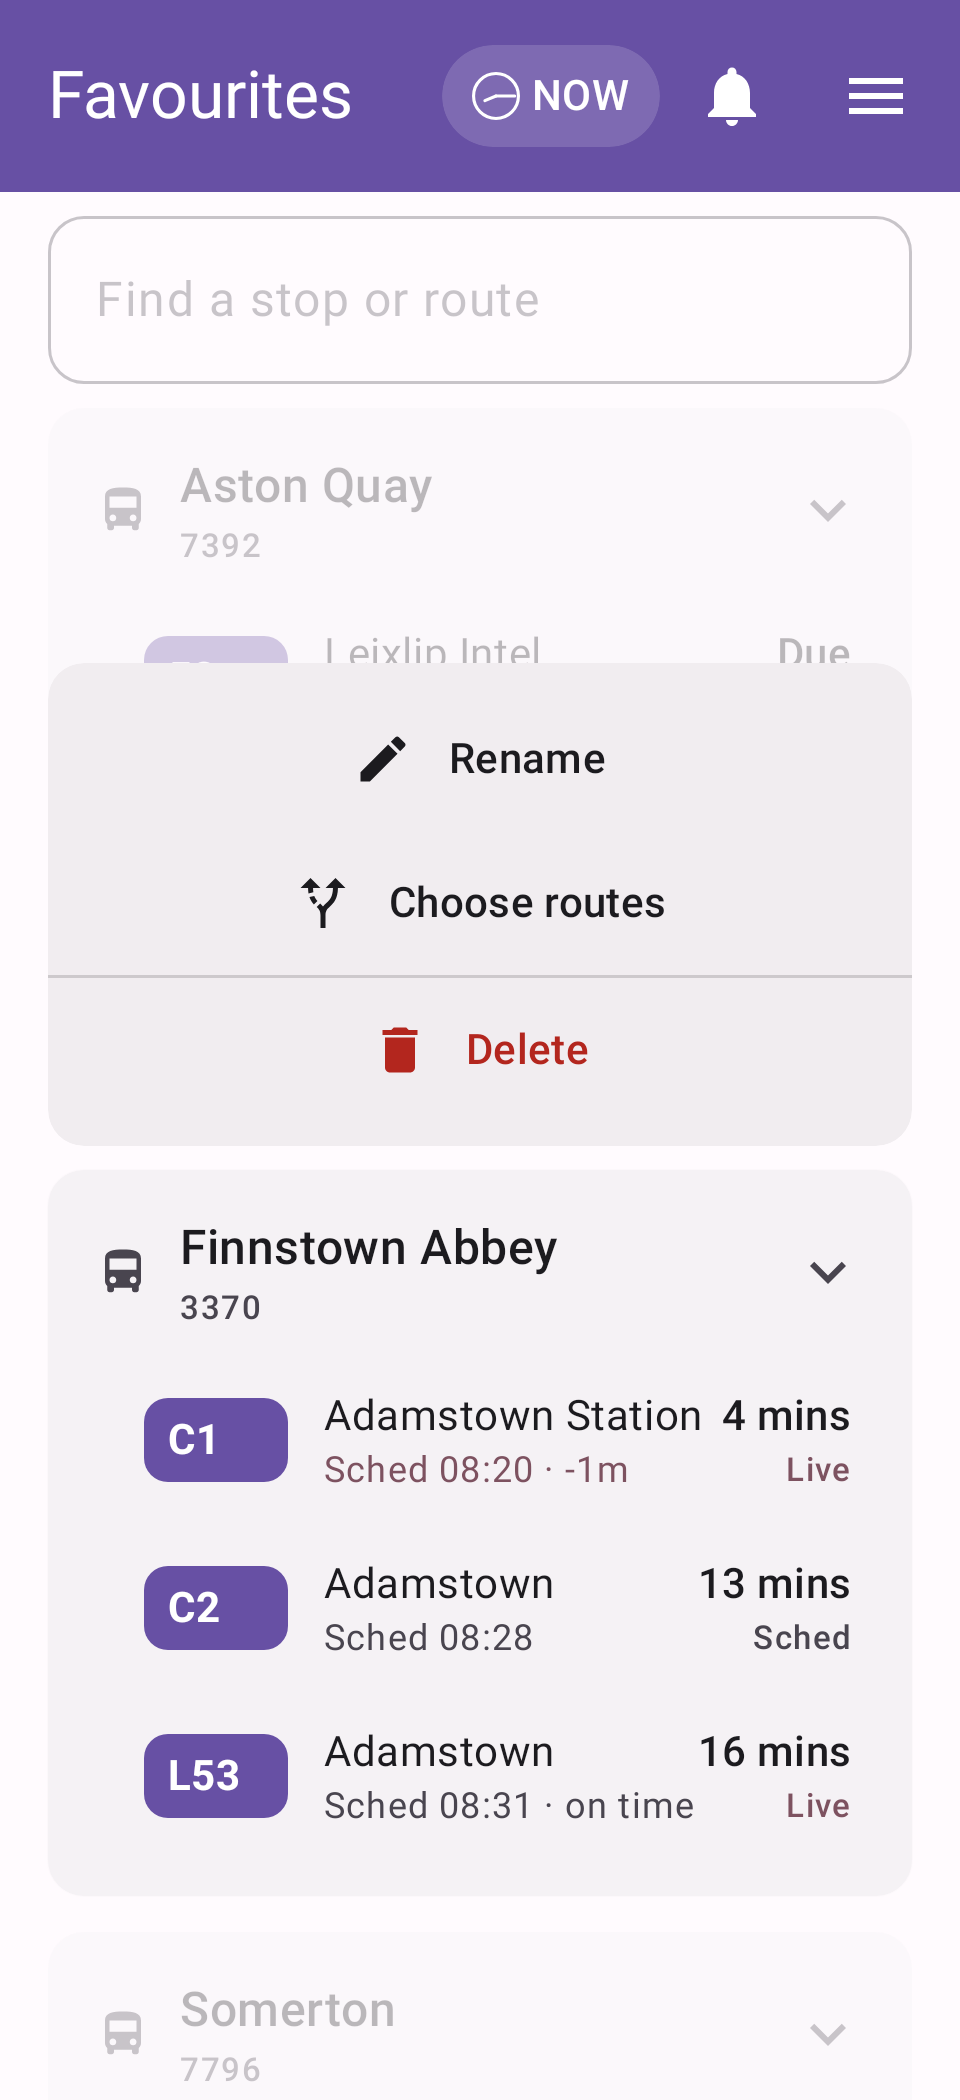 Favourites
NOW
Find a stop or route
Aston Quay
7392
Leixlip Intel Due
Rename
Choose routes
Delete
Finnstown Abbey
3370
C1 Adamstown Station 4 mins
Sched 08:20 · -1m Live
C2 Adamstown 13 mins
Sched 08:28 Sched
L53 Adamstown 16 mins
Sched 08:31 · on time Live
Somerton
7796